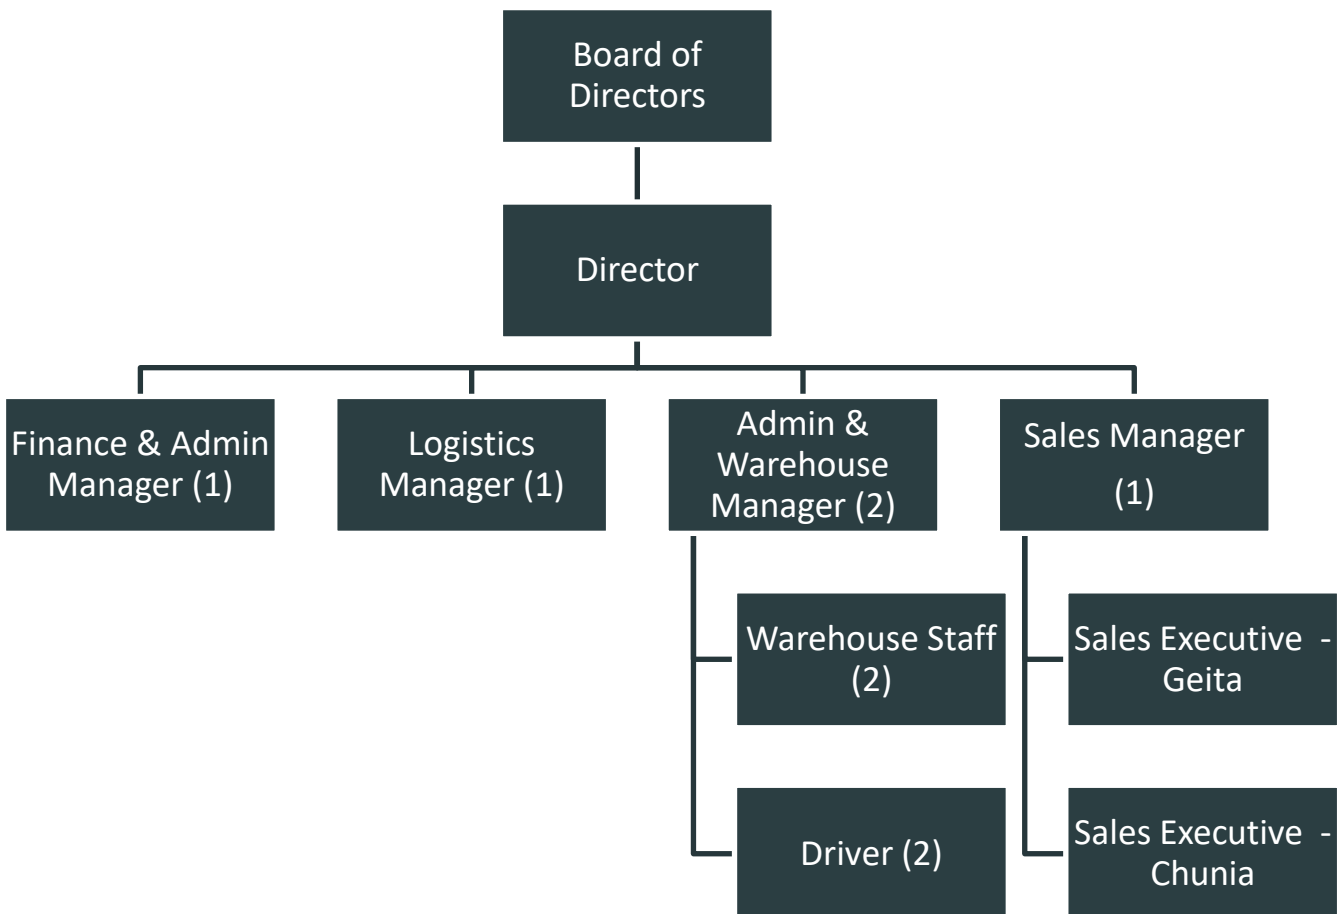 Board of
Directors
Director
Finance & Admin
Manager (1)
Logistics
Manager (1)
Admin &
Warehouse
Manager (2)
Sales Manager
(1)
Warehouse Staff
(2)
Sales Executive -
Geita
Driver (2)
Sales Executive -
Chunia